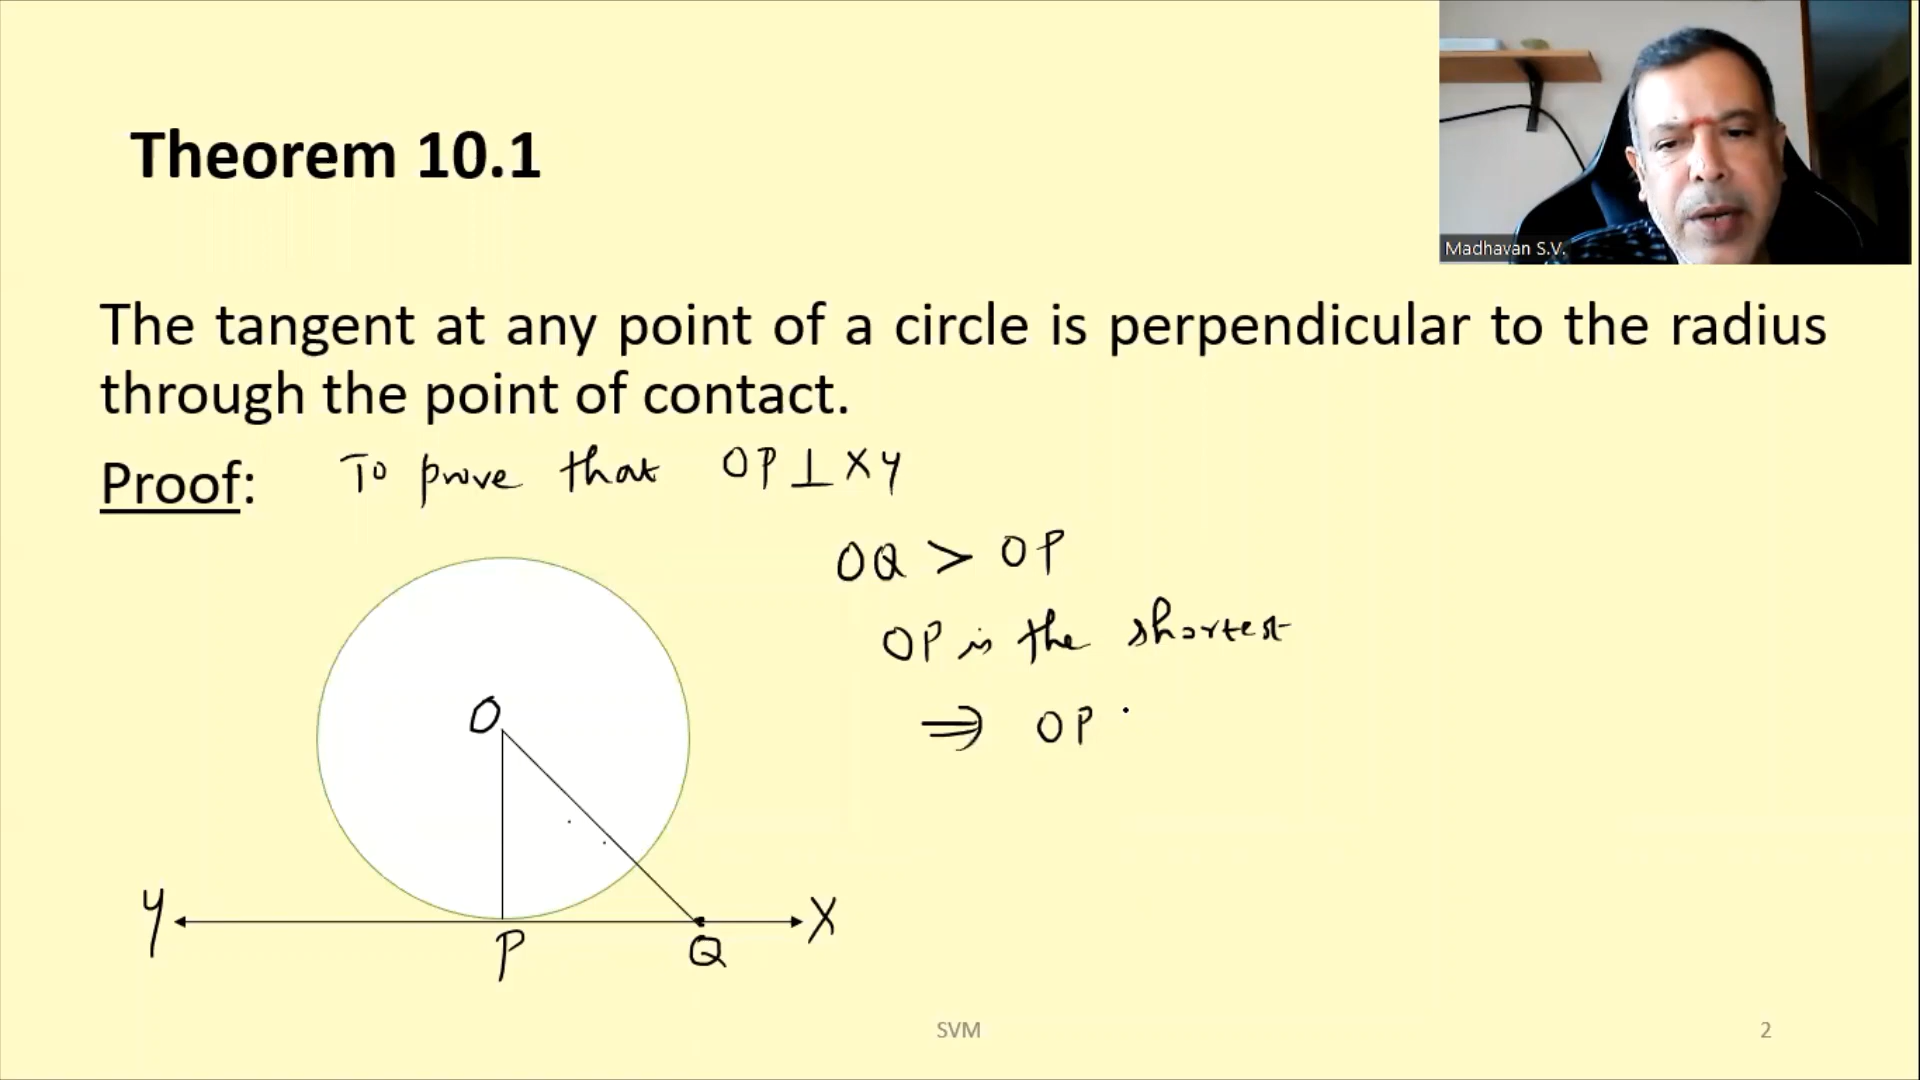 Theorem 10.1
Madhavan S.V.
The tangent at any point of a circle is perpendicular to the radius
through the point of contact.
Proof: To prove that OP ⊥ XY
OQ > OP
OP is the shortest
⇒ OP
O
Y
X
P
Q
SVM
2